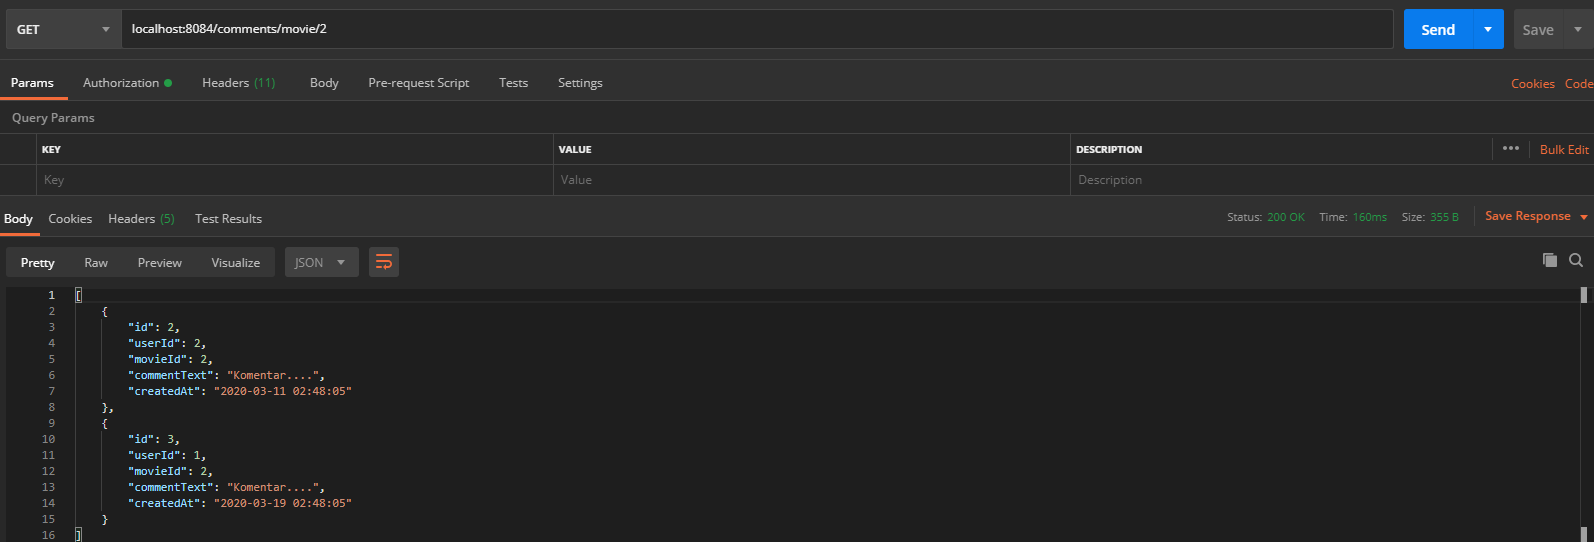 GET localhost:8084/comments/movie/2 Send Save
Params Authorization Headers (11) Body Pre-request Script Tests Settings Cookies Code
Query Params
KEY VALUE DESCRIPTION ••• Bulk Edit
Key Value Description
Body Cookies Headers (5) Test Results Status: 200 OK Time: 160ms Size: 355 B Save Response
Pretty Raw Preview Visualize JSON
1 [
2 {
3 "id": 2,
4 "userId": 2,
5 "movieId": 2,
6 "commentText": "Komentar....",
7 "createdAt": "2020-03-11 02:48:05"
8 },
9 {
10 "id": 3,
11 "userId": 1,
12 "movieId": 2,
13 "commentText": "Komentar....",
14 "createdAt": "2020-03-19 02:48:05"
15 }
16 ]